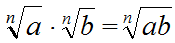 ⁿ√a · ⁿ√b = ⁿ√ab